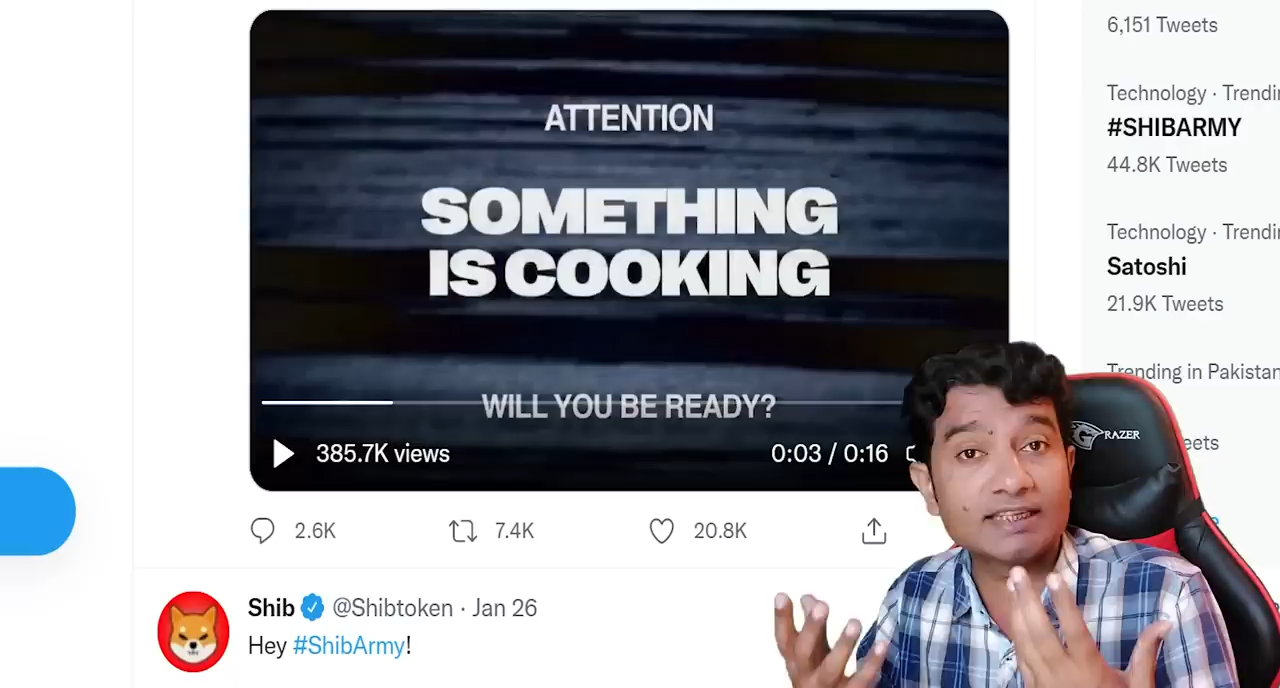 6,151 Tweets
ATTENTION
SOMETHING
IS COOKING
WILL YOU BE READY?
385.7K views
0:03 / 0:16
2.6K
7.4K
20.8K
Shib @Shibtoken · Jan 26
Hey #ShibArmy!
Technology · Trendi
#SHIBARMY
44.8K Tweets
Technology · Trendi
Satoshi
21.9K Tweets
Trending in Pakistan
eets
RAZER